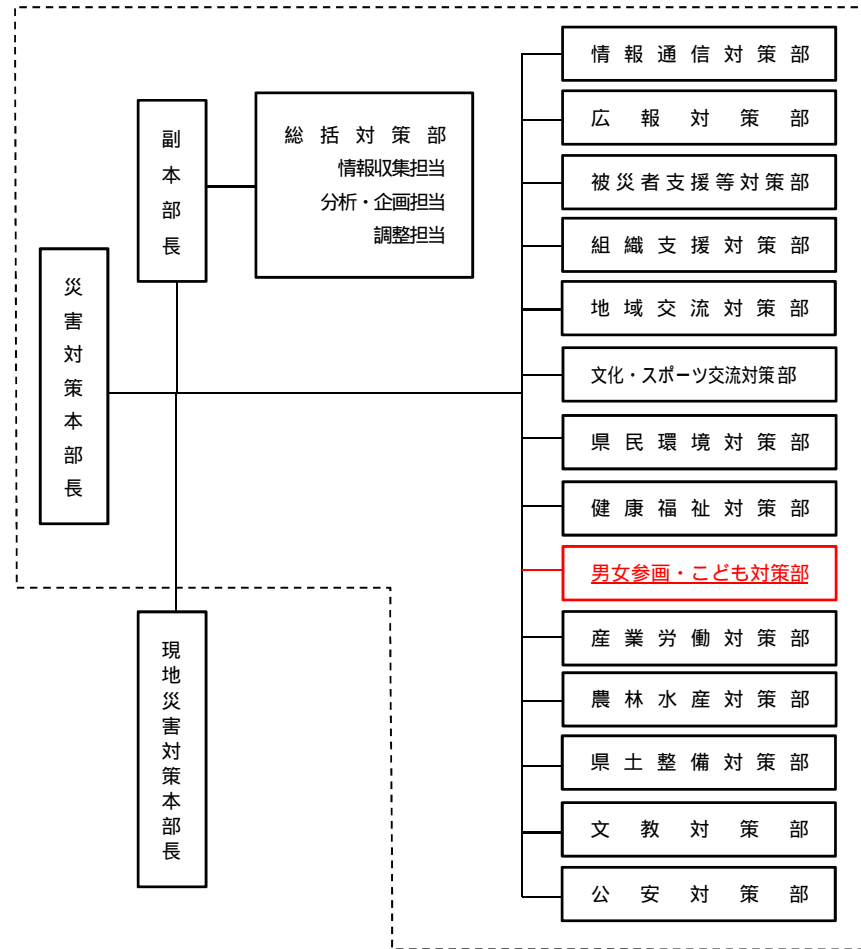 災害対策本部長
副本部長
総括対策部
情報収集担当
分析・企画担当
調整担当
現地災害対策本部長
情報通信対策部
広報対策部
被災者支援等対策部
組織支援対策部
地域交流対策部
文化・スポーツ交流対策部
県民環境対策部
健康福祉対策部
男女参画・こども対策部
産業労働対策部
農林水産対策部
県土整備対策部
文教対策部
公安対策部